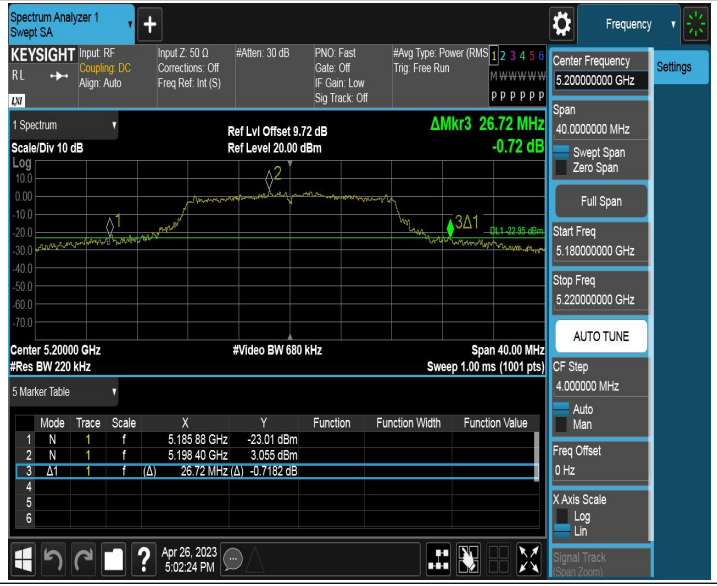 Spectrum Analyzer 1
Swept SA
+
Frequency
KEYSIGHT
RL
LXI
Input: RF
Coupling: DC
Align: Auto
Input Z: 50 Ω
Corrections: Off
Freq Ref: Int (S)
#Atten: 30 dB
PNO: Fast
Gate: Off
IF Gain: Low
Sig Track: Off
#Avg Type: Power (RMS
Trig: Free Run
1 2 3 4 5 6
M W W W W W
P P P P P P
1 Spectrum
Scale/Div 10 dB
Ref Lvl Offset 9.72 dB
Ref Level 20.00 dBm
ΔMkr3 26.72 MHz
-0.72 dB
Log
10.0
0.00
-10.0
-20.0
-30.0
-40.0
-50.0
-60.0
-70.0
1
2
3Δ1
DL1 -22.95 dBm
Center 5.20000 GHz
#Res BW 220 kHz
#Video BW 680 kHz
Span 40.00 MHz
Sweep 1.00 ms (1001 pts)
5 Marker Table
Mode Trace Scale X Y Function Function Width Function Value
1 N 1 f 5.185 88 GHz -23.01 dBm
2 N 1 f 5.198 40 GHz 3.055 dBm
3 Δ1 1 f (Δ) 26.72 MHz (Δ) -0.7182 dB
4
5
6
Apr 26, 2023
5:02:24 PM
Center Frequency
5.200000000 GHz
Settings
Span
40.0000000 MHz
Swept Span
Zero Span
Full Span
Start Freq
5.180000000 GHz
Stop Freq
5.220000000 GHz
AUTO TUNE
CF Step
4.000000 MHz
Auto
Man
Freq Offset
0 Hz
X Axis Scale
Log
Lin
Signal Track
(Span Zoom)